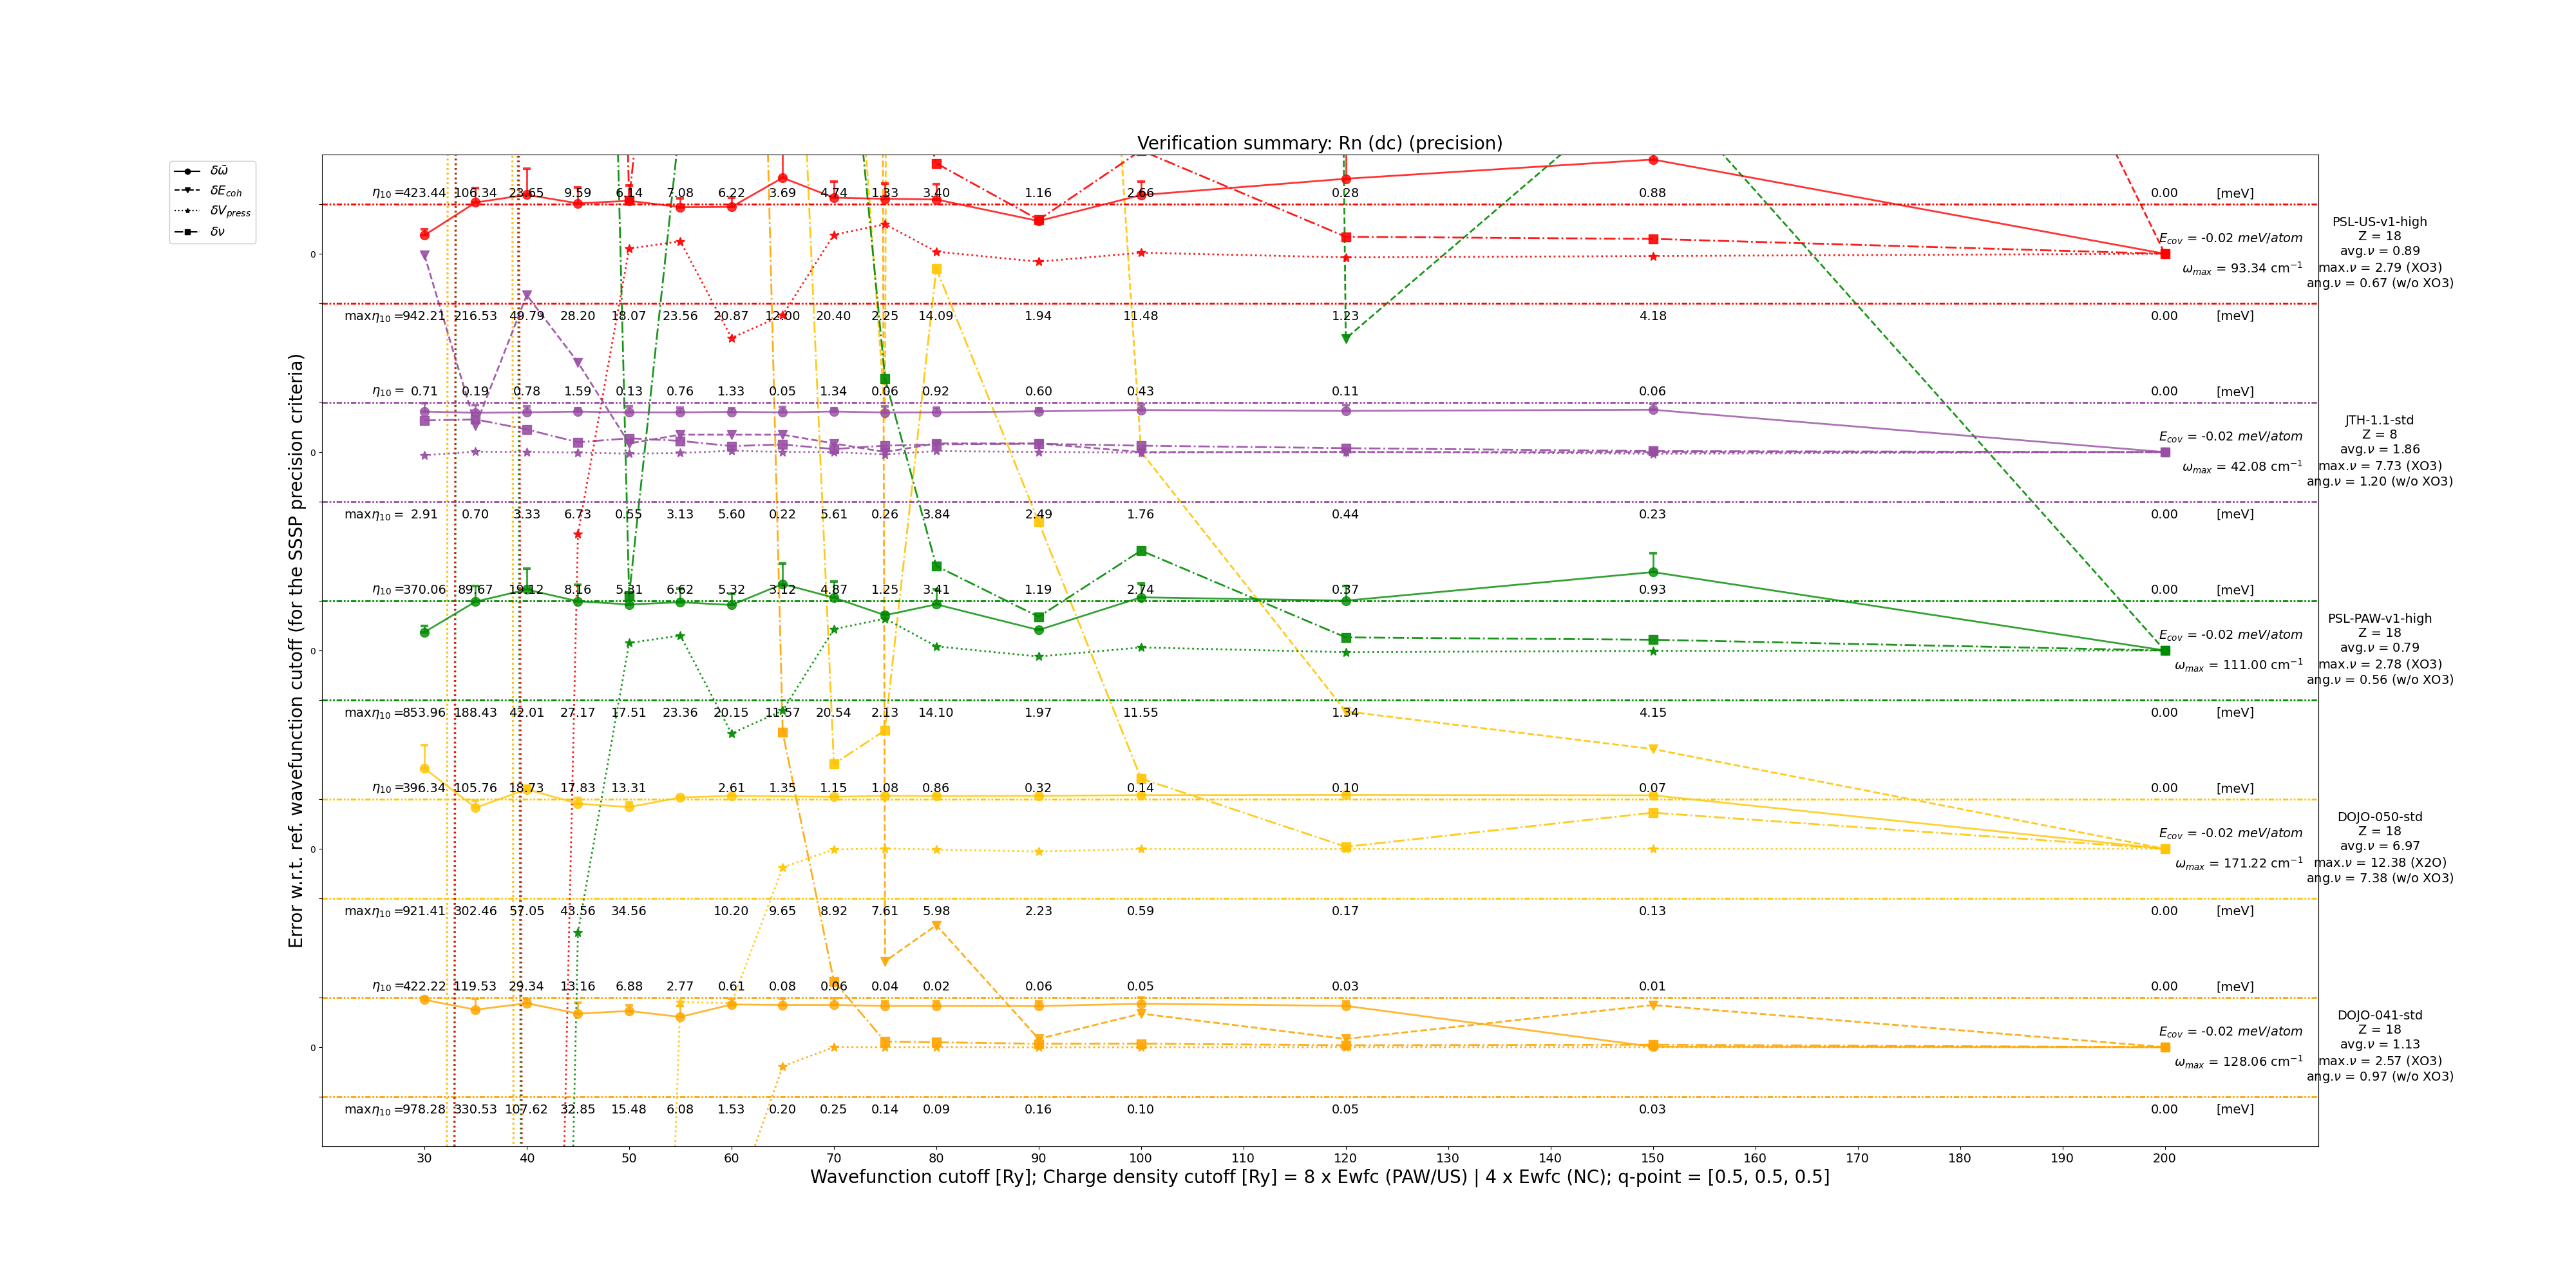 Verification summary: Rn (dc) (precision)
δω̄
δE_coh
δV_press
δν
Error w.r.t. ref. wavefunction cutoff (for the SSSP precision criteria)
η₁₀ = 423.44 106.34 23.65 9.59 6.14 7.08 6.22 3.69 4.74 1.33 3.40 1.16 2.66 0.28 0.88 0.00 [meV]
0
E_cov = -0.02 meV/atom
ω_max = 93.34 cm⁻¹
PSL-US-v1-high
Z = 18
avg.ν = 0.89
max.ν = 2.79 (XO3)
ang.ν = 0.67 (w/o XO3)
maxη₁₀ = 942.21 216.53 49.79 28.20 18.07 23.56 20.87 12.00 20.40 2.25 14.09 1.94 11.48 1.23 4.18 0.00 [meV]
η₁₀ = 0.71 0.19 0.78 1.59 0.13 0.76 1.33 0.05 1.34 0.06 0.92 0.60 0.43 0.11 0.06 0.00 [meV]
0
E_cov = -0.02 meV/atom
ω_max = 42.08 cm⁻¹
JTH-1.1-std
Z = 8
avg.ν = 1.86
max.ν = 7.73 (XO3)
ang.ν = 1.20 (w/o XO3)
maxη₁₀ = 2.91 0.70 3.33 6.73 0.55 3.13 5.60 0.22 5.61 0.26 3.84 2.49 1.76 0.44 0.23 0.00 [meV]
η₁₀ = 370.06 89.67 19.12 8.16 5.31 6.62 5.32 3.12 4.87 1.25 3.41 1.19 2.74 0.37 0.93 0.00 [meV]
0
E_cov = -0.02 meV/atom
ω_max = 111.00 cm⁻¹
PSL-PAW-v1-high
Z = 18
avg.ν = 0.79
max.ν = 2.78 (XO3)
ang.ν = 0.56 (w/o XO3)
maxη₁₀ = 853.96 188.43 42.01 27.17 17.51 23.36 20.15 11.57 20.54 2.13 14.10 1.97 11.55 1.34 4.15 0.00 [meV]
η₁₀ = 396.34 105.76 18.73 17.83 13.31 2.61 1.35 1.15 1.08 0.86 0.32 0.14 0.10 0.07 0.00 [meV]
0
E_cov = -0.02 meV/atom
ω_max = 171.22 cm⁻¹
DOJO-050-std
Z = 18
avg.ν = 6.97
max.ν = 12.38 (X2O)
ang.ν = 7.38 (w/o XO3)
maxη₁₀ = 921.41 302.46 57.05 43.56 34.56 10.20 9.65 8.92 7.61 5.98 2.23 0.59 0.17 0.13 0.00 [meV]
η₁₀ = 422.22 119.53 29.34 13.16 6.88 2.77 0.61 0.08 0.06 0.04 0.02 0.06 0.05 0.03 0.01 0.00 [meV]
0
E_cov = -0.02 meV/atom
ω_max = 128.06 cm⁻¹
DOJO-041-std
Z = 18
avg.ν = 1.13
max.ν = 2.57 (XO3)
ang.ν = 0.97 (w/o XO3)
maxη₁₀ = 978.28 330.53 107.62 32.85 15.48 6.08 1.53 0.20 0.25 0.14 0.09 0.16 0.10 0.05 0.03 0.00 [meV]
30 40 50 60 70 80 90 100 110 120 130 140 150 160 170 180 190 200
Wavefunction cutoff [Ry]; Charge density cutoff [Ry] = 8 x Ewfc (PAW/US) | 4 x Ewfc (NC); q-point = [0.5, 0.5, 0.5]